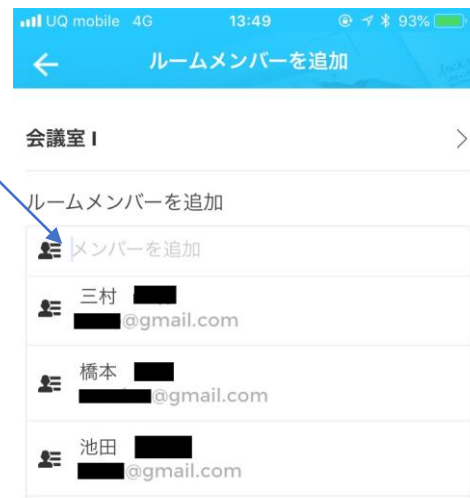 UQ mobile 4G 13:49 93%
ルームメンバーを追加
会議室 I
ルームメンバーを追加
メンバーを追加
三村
@gmail.com
橋本
@gmail.com
池田
@gmail.com